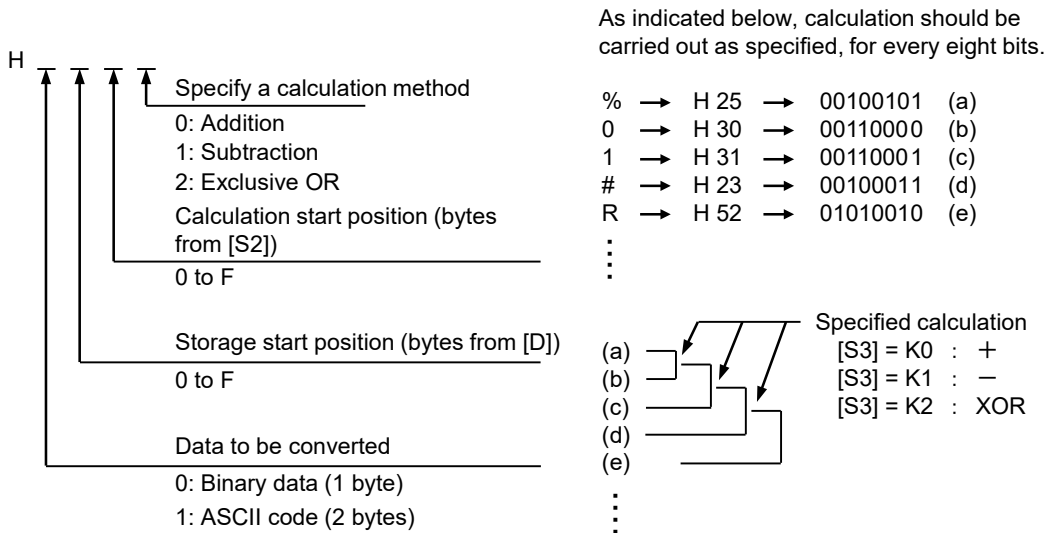 H _ _ _ _
Specify a calculation method
0: Addition
1: Subtraction
2: Exclusive OR
Calculation start position (bytes
from [S2])
0 to F
Storage start position (bytes from [D])
0 to F
Data to be converted
0: Binary data (1 byte)
1: ASCII code (2 bytes)
As indicated below, calculation should be
carried out as specified, for every eight bits.
% → H 25 → 00100101 (a)
0 → H 30 → 00110000 (b)
1 → H 31 → 00110001 (c)
# → H 23 → 00100011 (d)
R → H 52 → 01010010 (e)
Specified calculation
[S3] = K0 : +
[S3] = K1 : −
[S3] = K2 : XOR
(a)
(b)
(c)
(d)
(e)